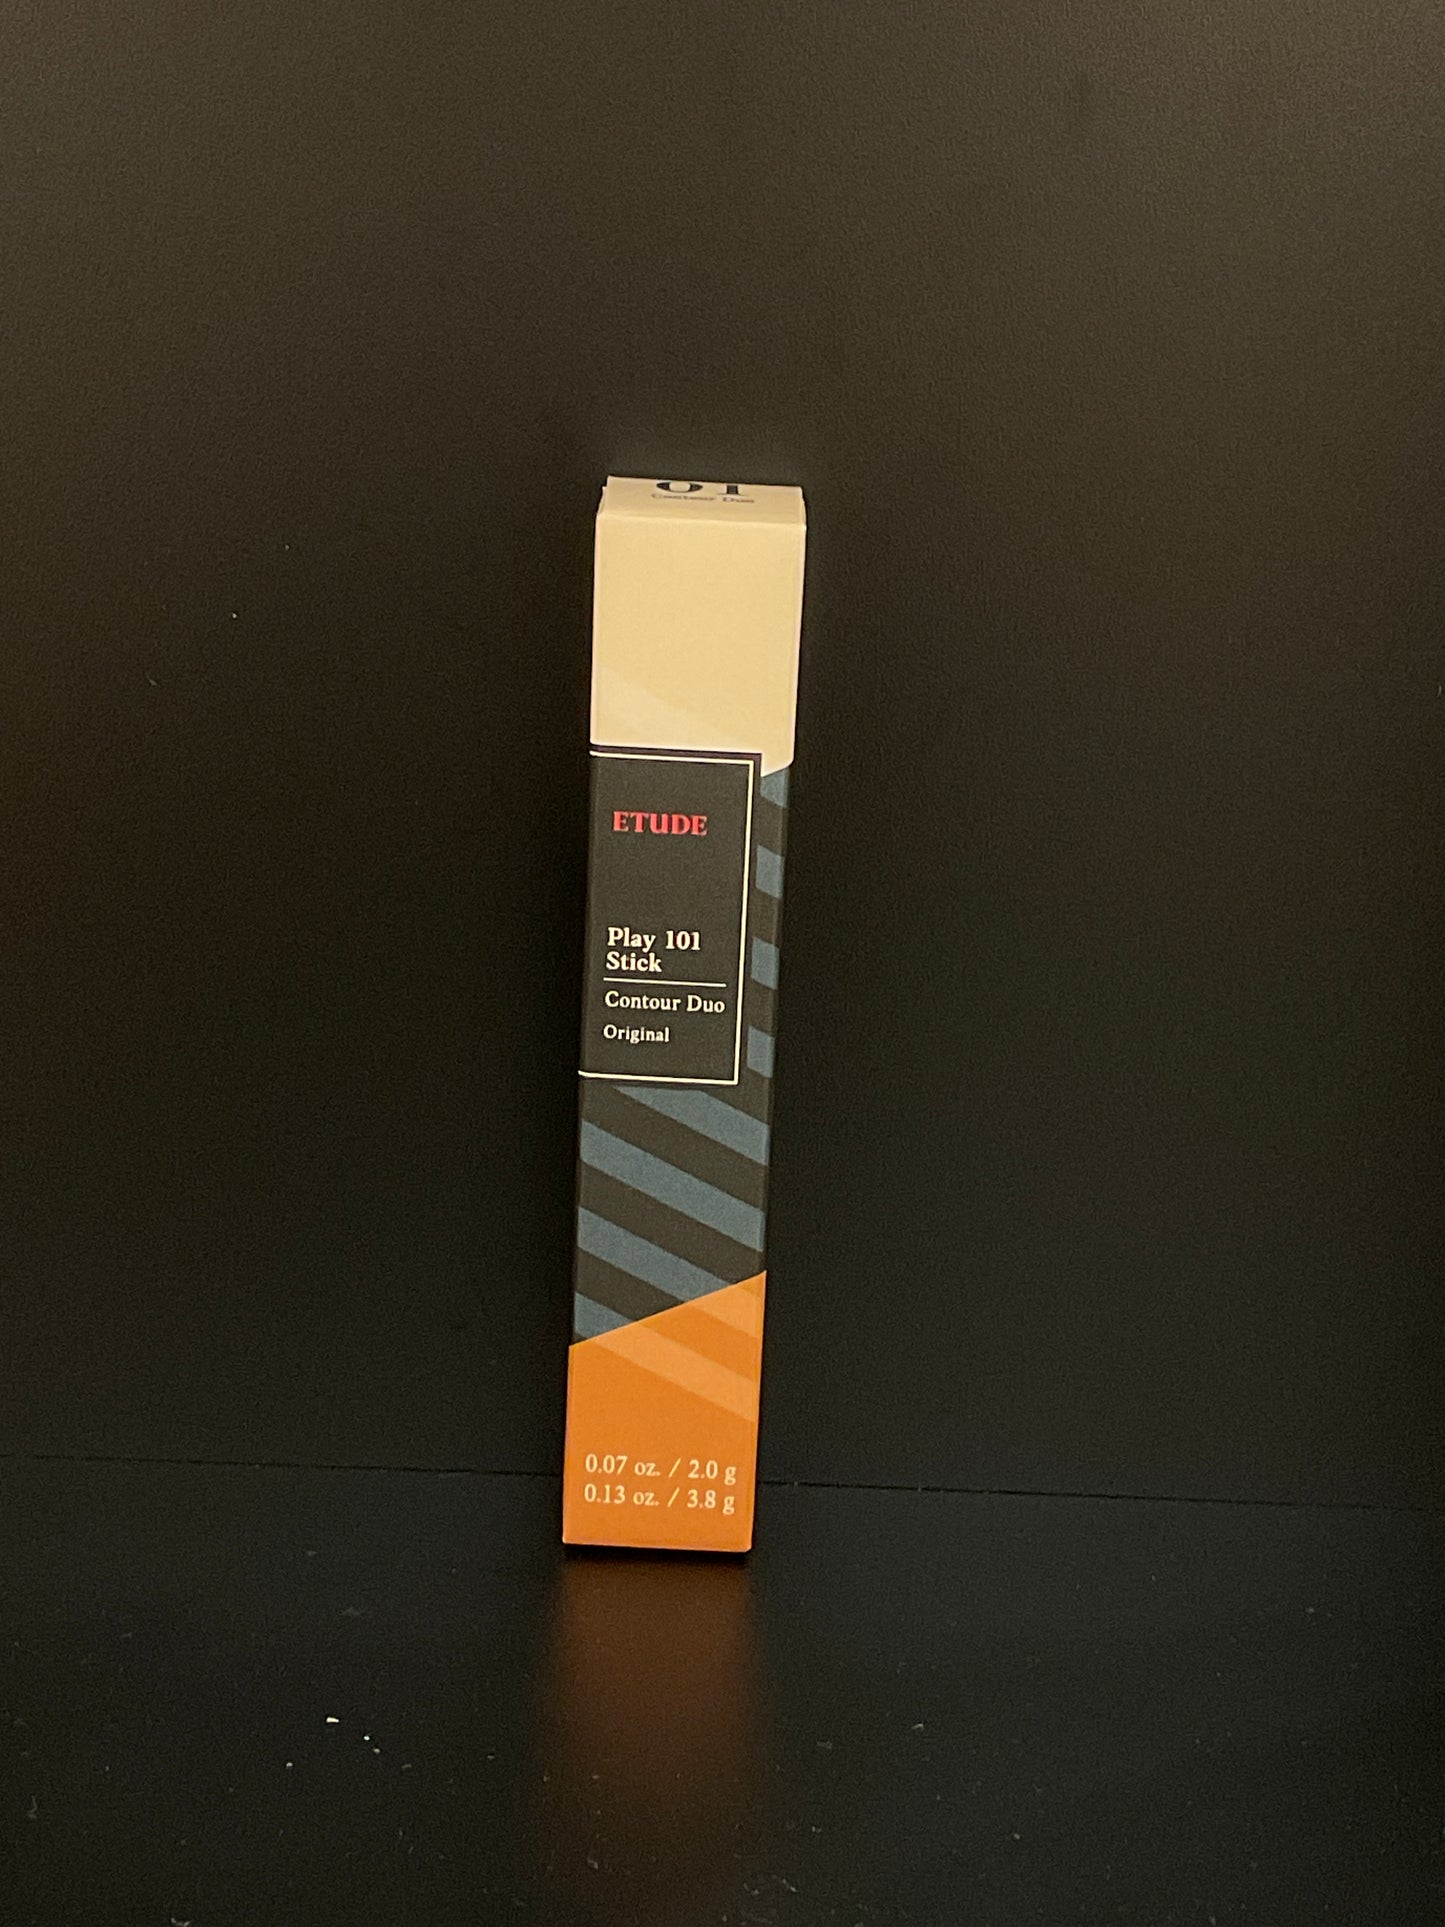 01
Contour Duo
ETUDE
Play 101
Stick
Contour Duo
Original
0.07 oz. / 2.0 g
0.13 oz. / 3.8 g